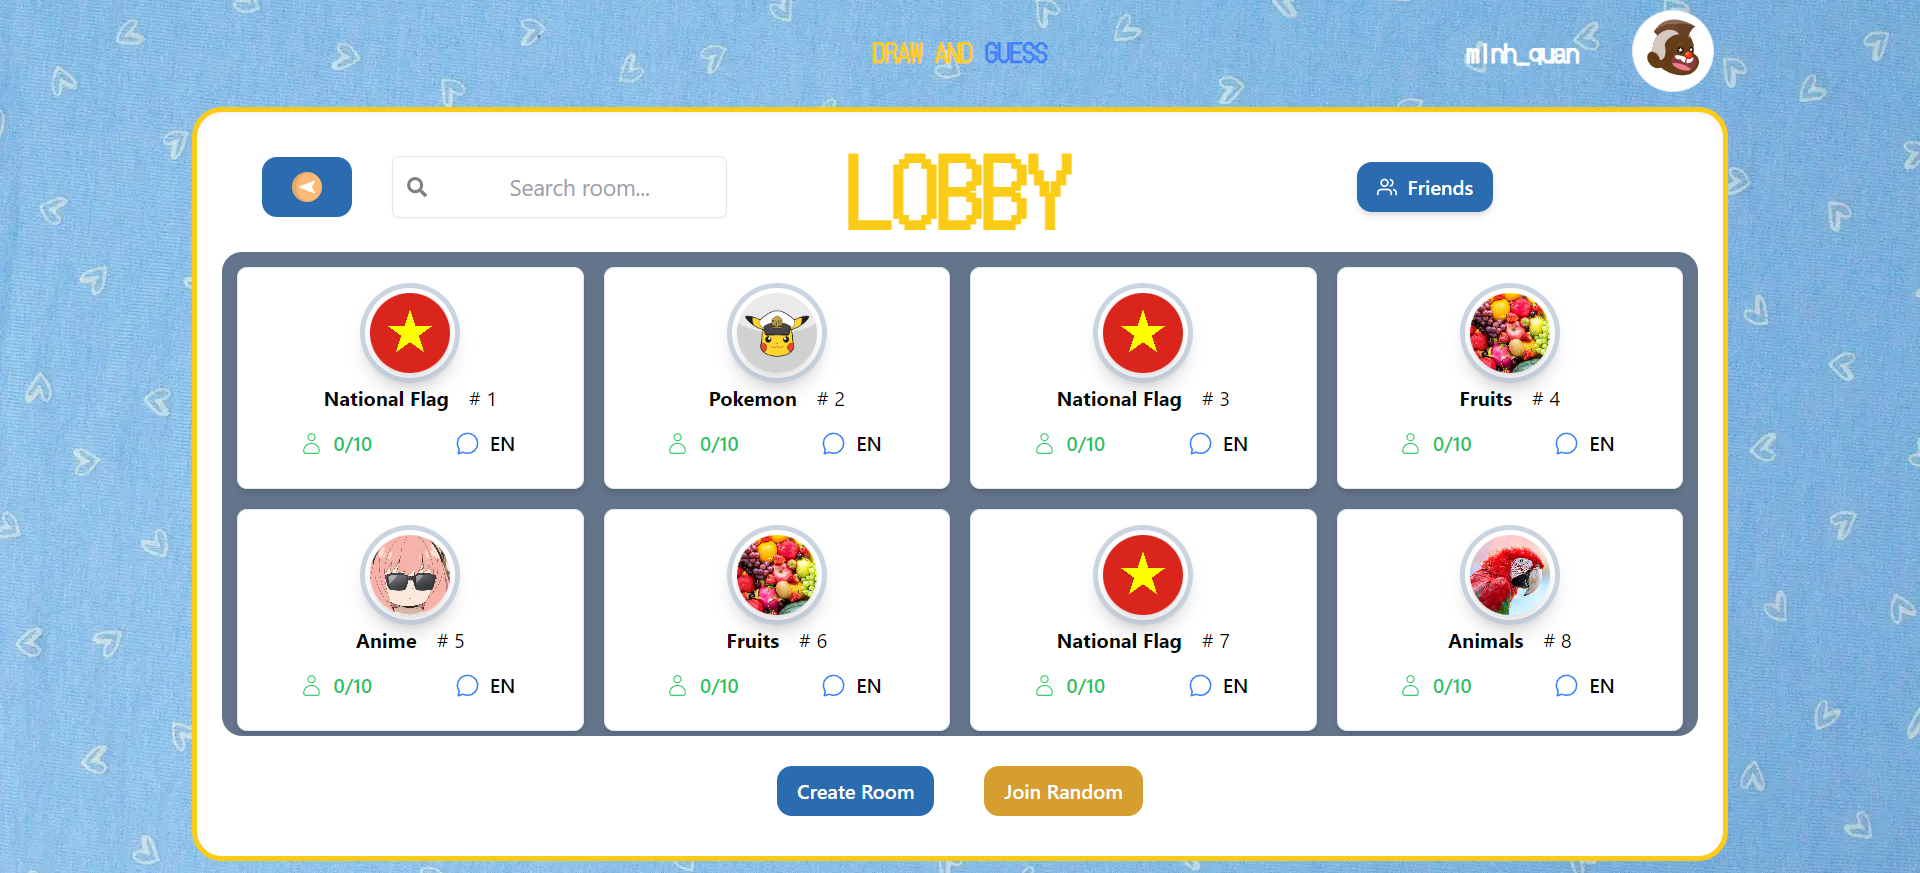 DRAW AND GUESS
minh_quan
Search room...
LOBBY
Friends
National Flag # 1
0/10 EN
Pokemon # 2
0/10 EN
National Flag # 3
0/10 EN
Fruits # 4
0/10 EN
Anime # 5
0/10 EN
Fruits # 6
0/10 EN
National Flag # 7
0/10 EN
Animals # 8
0/10 EN
Create Room
Join Random